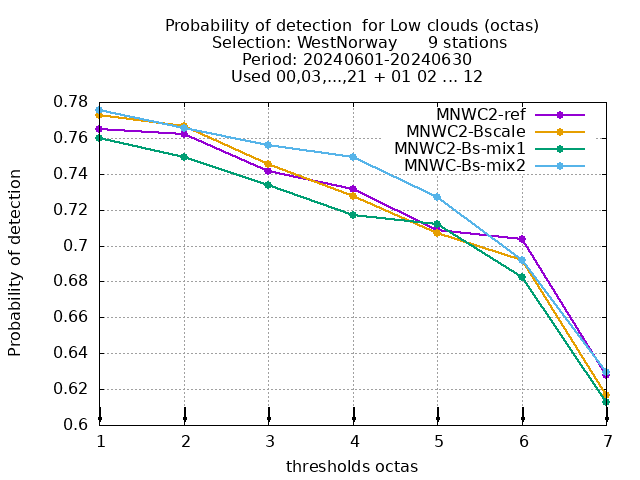 Probability of detection  for Low clouds (octas)
Selection: WestNorway      9 stations
Period: 20240601-20240630
Used 00,03,...,21 + 01 02 ... 12
MNWC2-ref
MNWC2-Bscale
MNWC2-Bs-mix1
MNWC-Bs-mix2
Probability of detection
0.78
0.76
0.74
0.72
0.7
0.68
0.66
0.64
0.62
0.6
1 2 3 4 5 6 7
thresholds octas